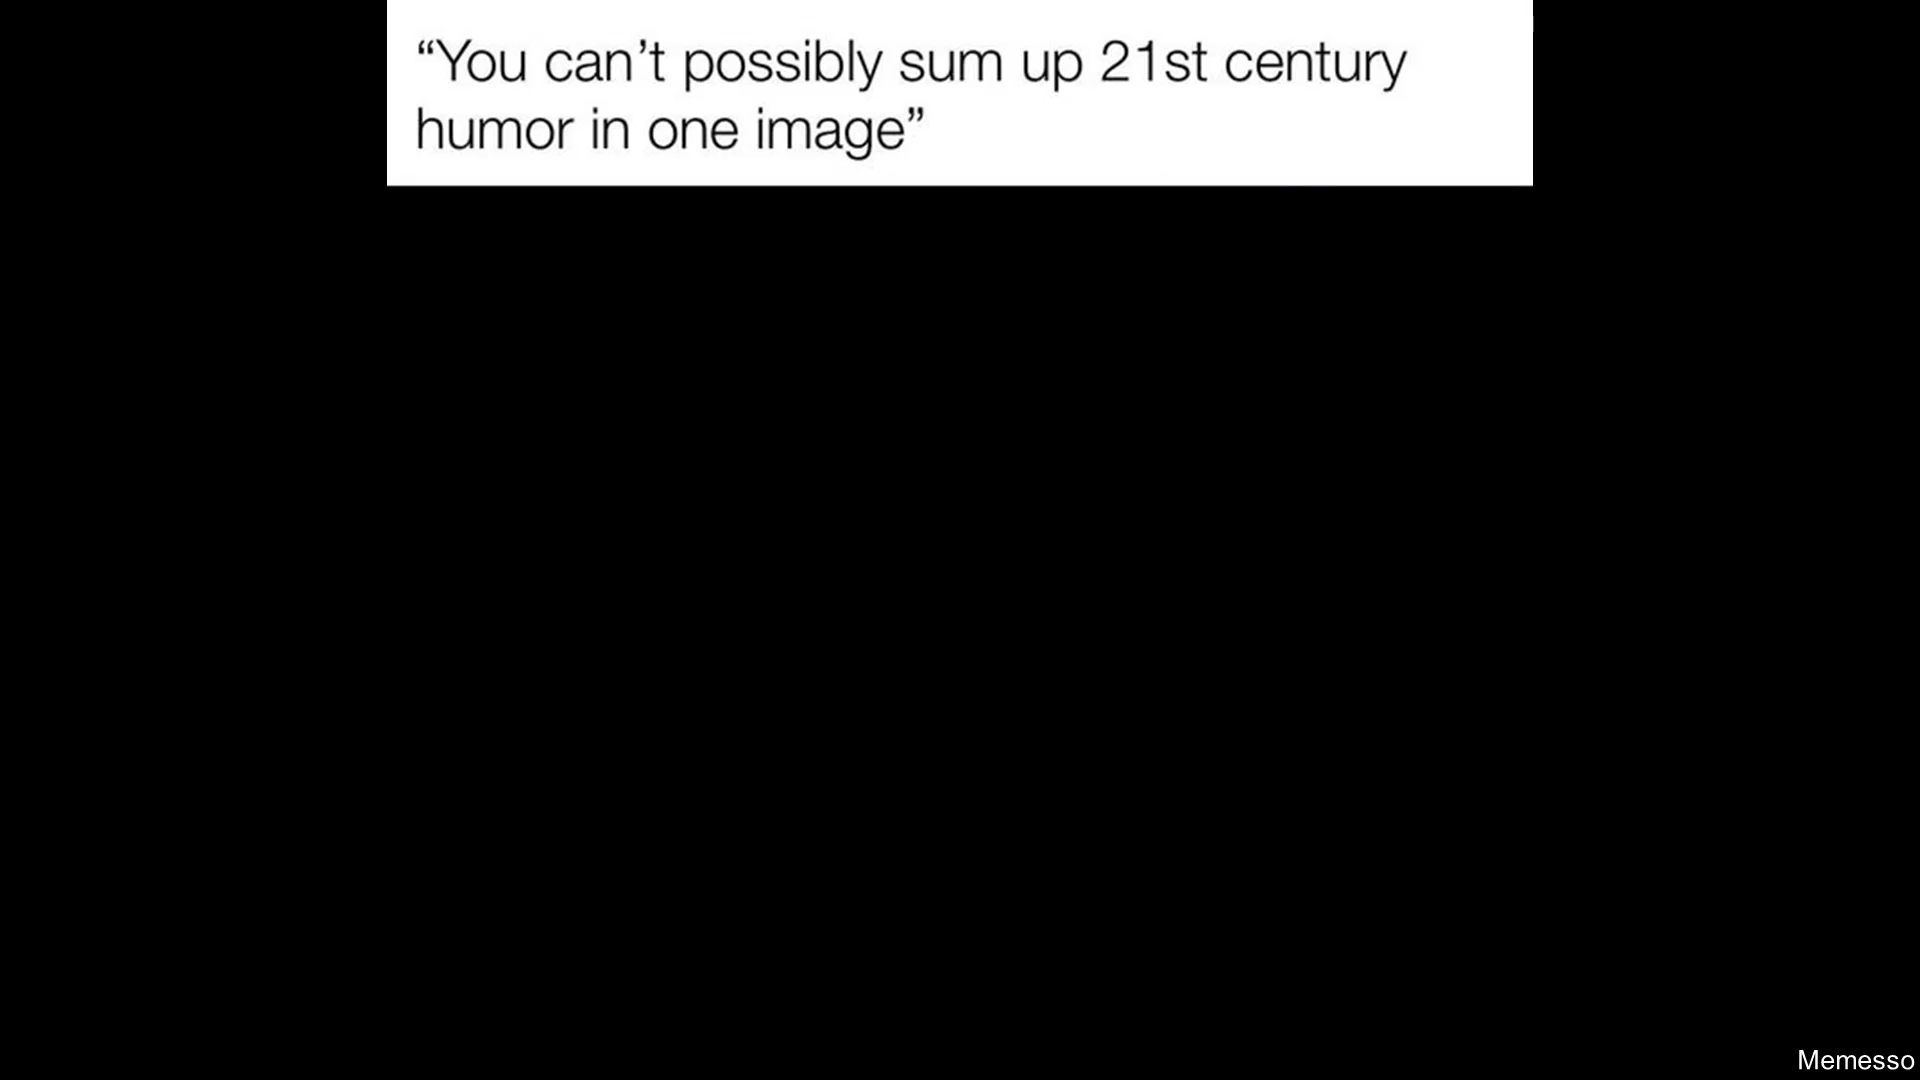 “You can’t possibly sum up 21st century
humor in one image”
Memesso